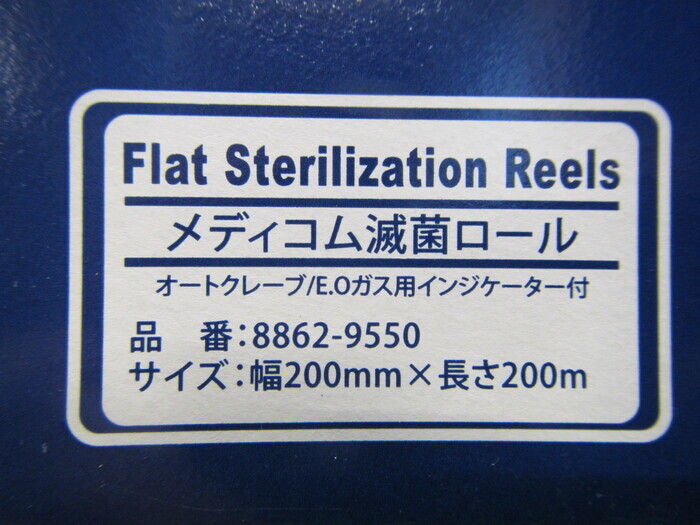 Flat Sterilization Reels
メディコム滅菌ロール
オートクレーブ/E.Oガス用インジケーター付
品　番：8862-9550
サイズ：幅200mm×長さ200m